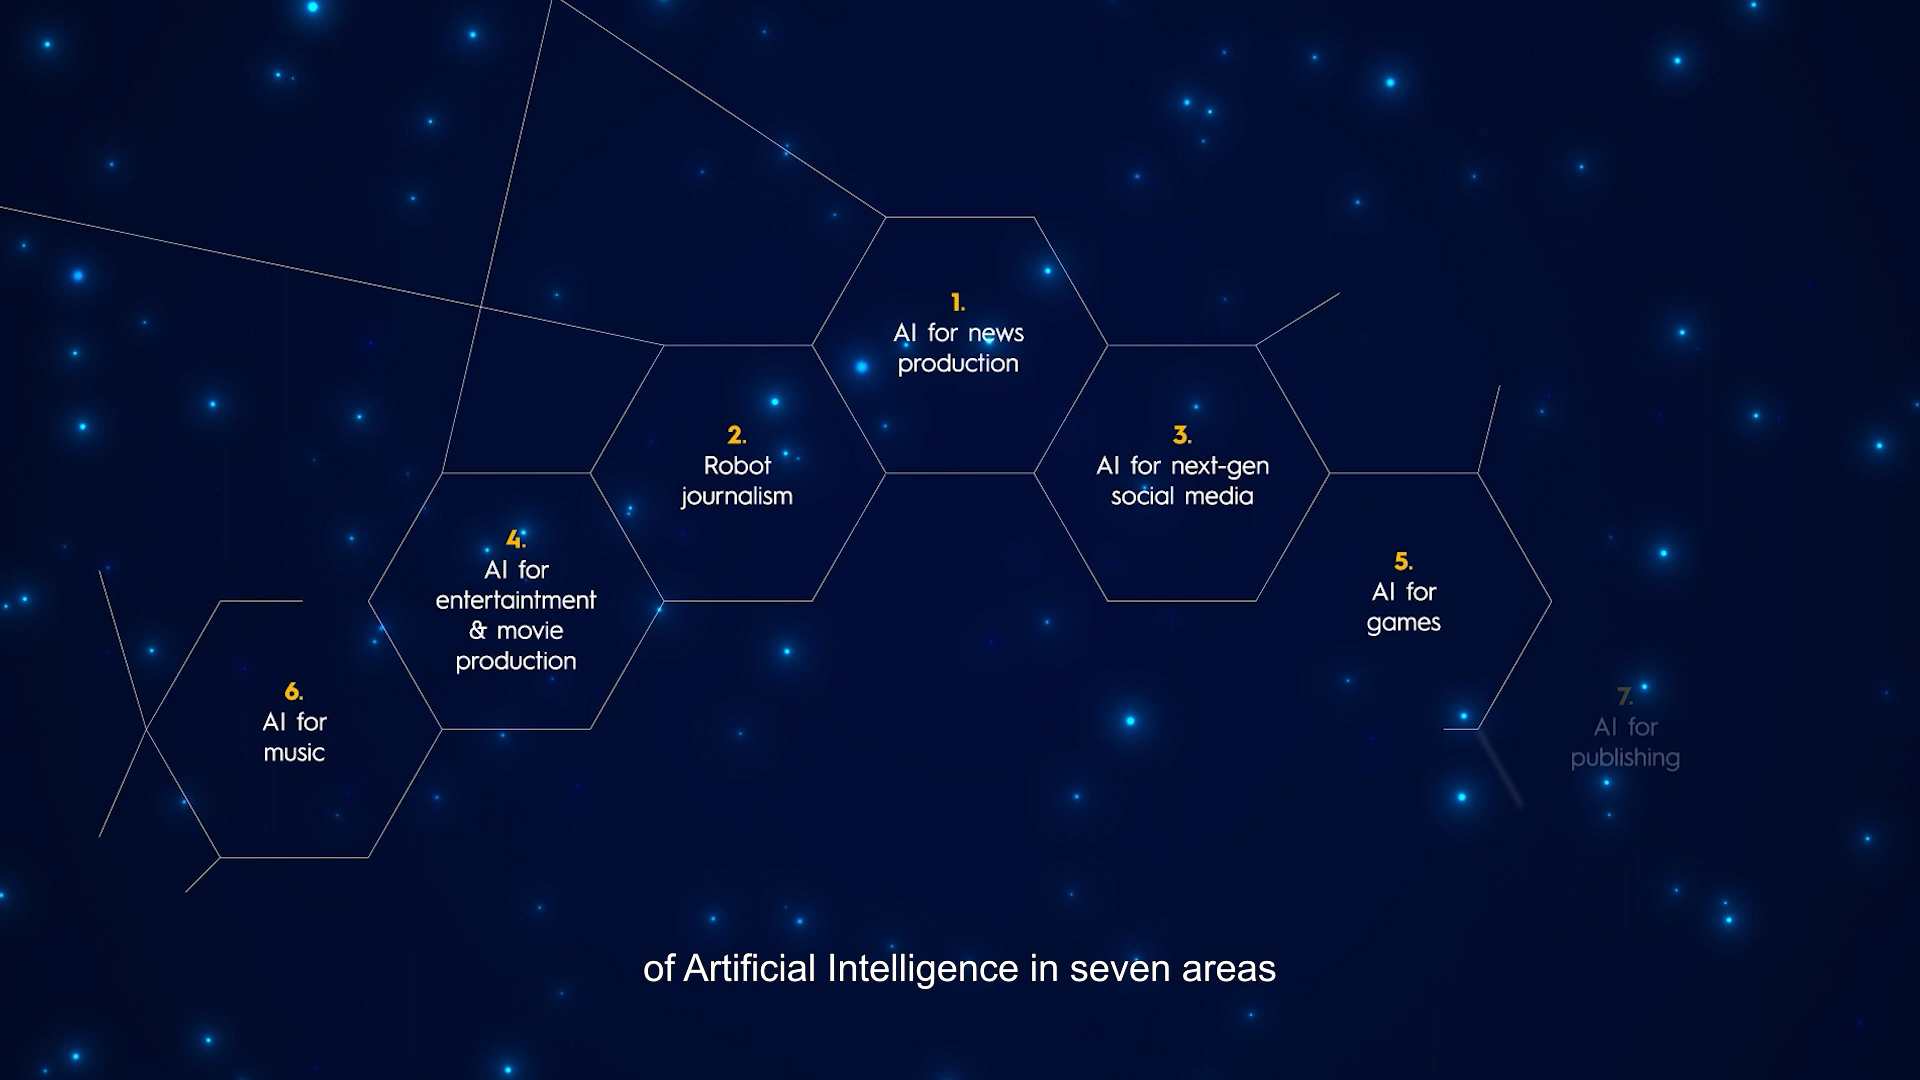 1.
AI for news
production
2.
Robot
journalism
3.
AI for next-gen
social media
4.
AI for
entertaintment
& movie
production
5.
AI for
games
6.
AI for
music
7.
AI for
publishing
of Artificial Intelligence in seven areas